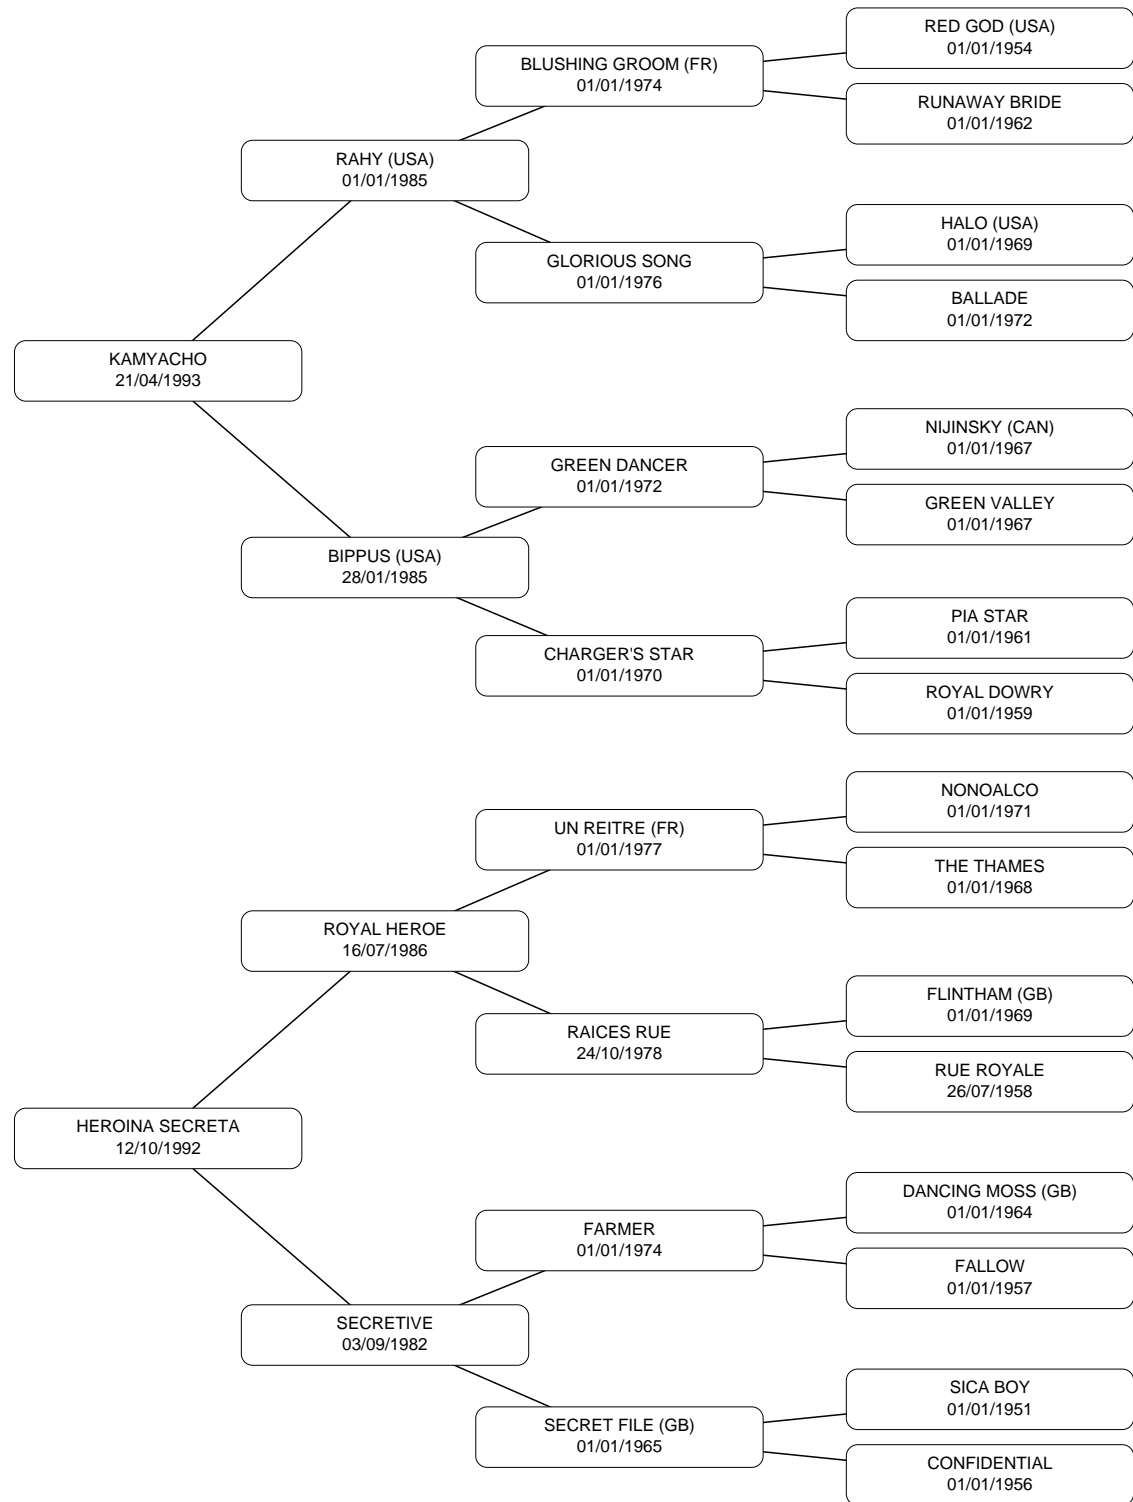 RED GOD (USA)
01/01/1954
BLUSHING GROOM (FR)
01/01/1974
RUNAWAY BRIDE
01/01/1962
RAHY (USA)
01/01/1985
HALO (USA)
01/01/1969
GLORIOUS SONG
01/01/1976
BALLADE
01/01/1972
KAMYACHO
21/04/1993
NIJINSKY (CAN)
01/01/1967
GREEN DANCER
01/01/1972
GREEN VALLEY
01/01/1967
BIPPUS (USA)
28/01/1985
PIA STAR
01/01/1961
CHARGER'S STAR
01/01/1970
ROYAL DOWRY
01/01/1959
NONOALCO
01/01/1971
UN REITRE (FR)
01/01/1977
THE THAMES
01/01/1968
ROYAL HEROE
16/07/1986
FLINTHAM (GB)
01/01/1969
RAICES RUE
24/10/1978
RUE ROYALE
26/07/1958
HEROINA SECRETA
12/10/1992
DANCING MOSS (GB)
01/01/1964
FARMER
01/01/1974
FALLOW
01/01/1957
SECRETIVE
03/09/1982
SICA BOY
01/01/1951
SECRET FILE (GB)
01/01/1965
CONFIDENTIAL
01/01/1956